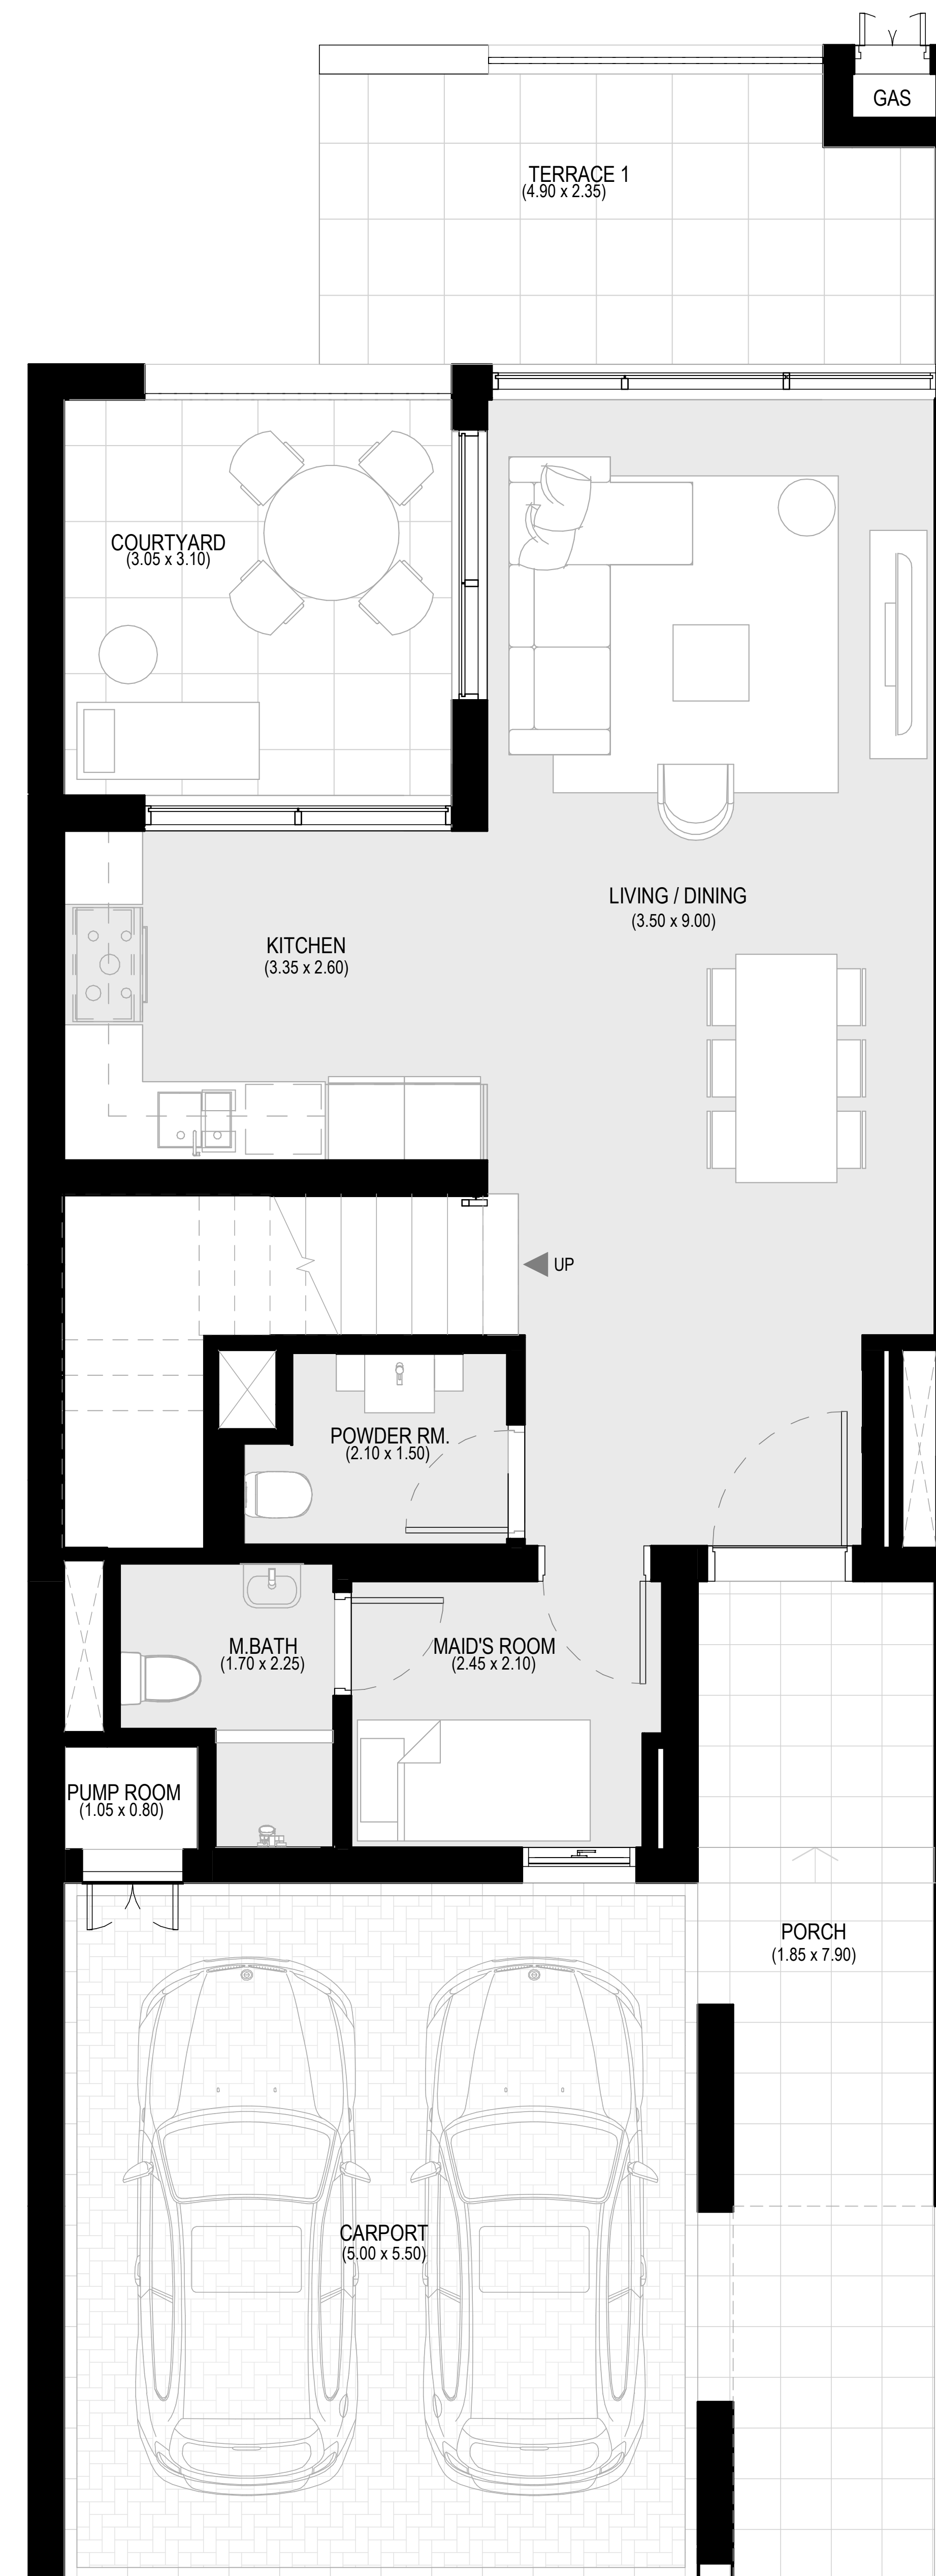 GAS
TERRACE 1
(4.90 x 2.35)
COURTYARD
(3.05 x 3.10)
LIVING / DINING
(3.50 x 9.00)
KITCHEN
(3.35 x 2.60)
UP
POWDER RM.
(2.10 x 1.50)
M.BATH
(1.70 x 2.25)
MAID'S ROOM
(2.45 x 2.10)
PUMP ROOM
(1.05 x 0.80)
PORCH
(1.85 x 7.90)
CARPORT
(5.00 x 5.50)